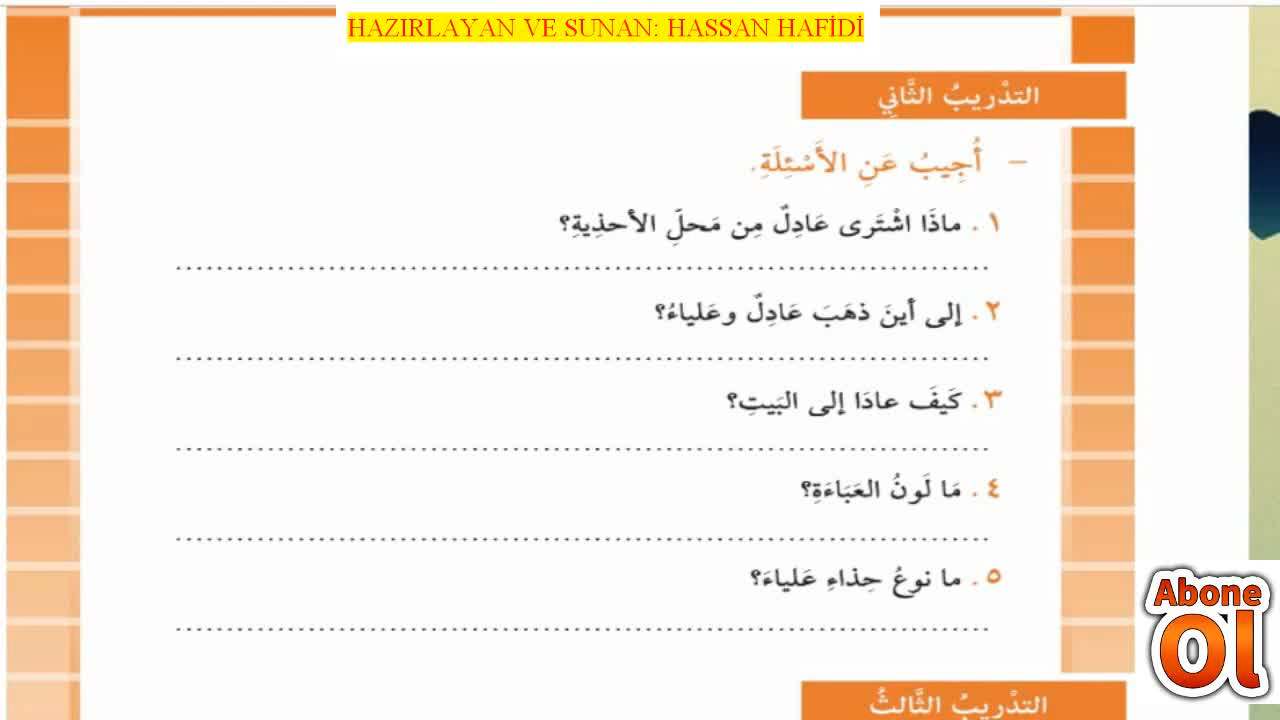 HAZIRLAYAN VE SUNAN: HASSAN HAFİDİ
التدْريبُ الثَّانِي
- أُجِيبُ عَنِ الأَسْئِلَةِ.
١. ماذَا اشْتَرى عَادِلٌ مِن مَحلِّ الأحذِيةِ؟
٢. إلى أينَ ذهَبَ عَادِلٌ وعَلياءُ؟
٣. كَيفَ عادَا إلى البَيتِ؟
٤. مَا لَونُ العَبَاءَةِ؟
٥. ما نوعُ حِذاءِ عَلياءَ؟
التدْريبُ الثَّالثُ
Abone
Ol